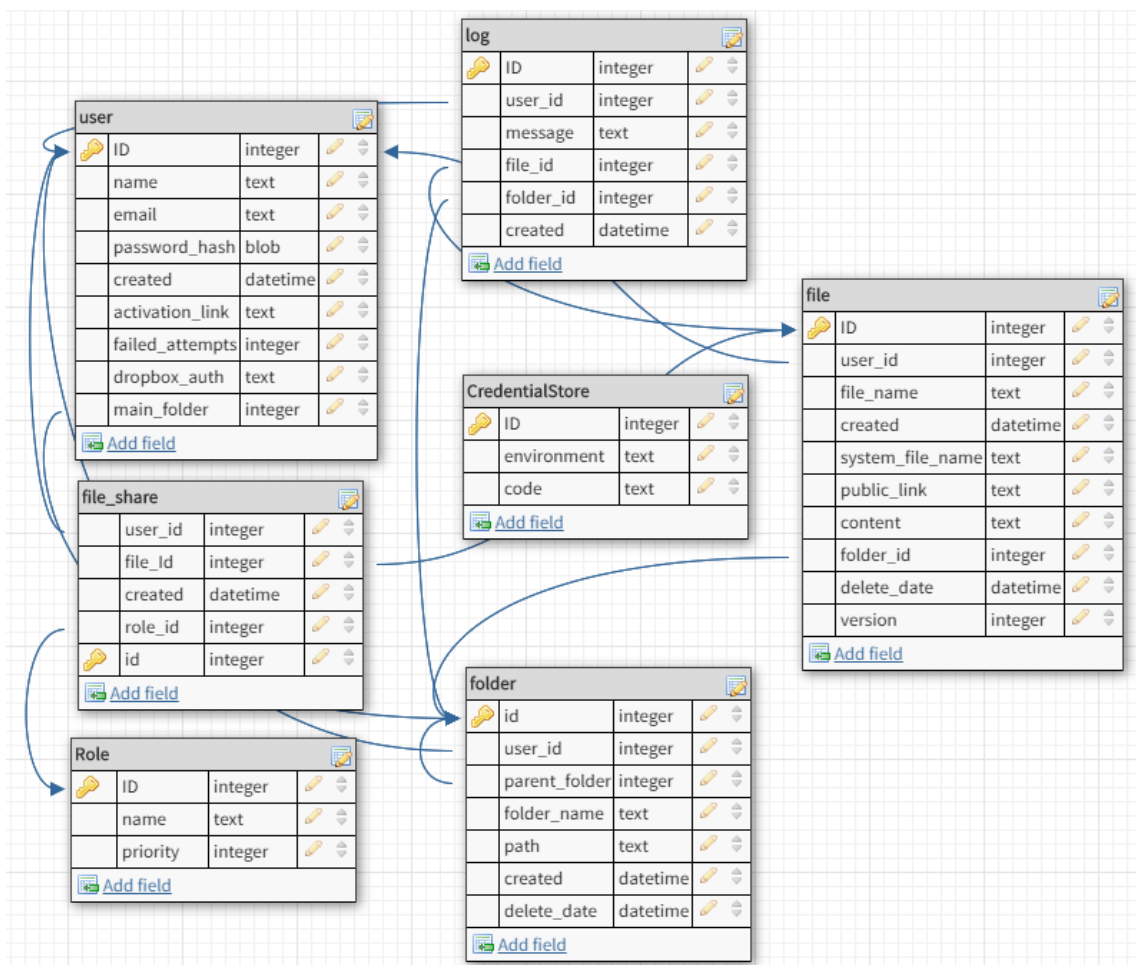 log
ID integer
user_id integer
message text
file_id integer
folder_id integer
created datetime
Add field
user
ID integer
name text
email text
password_hash blob
created datetime
activation_link text
failed_attempts integer
dropbox_auth text
main_folder integer
Add field
file
ID integer
user_id integer
file_name text
created datetime
system_file_name text
public_link text
content text
folder_id integer
delete_date datetime
version integer
Add field
CredentialStore
ID integer
environment text
code text
Add field
file_share
user_id integer
file_Id integer
created datetime
role_id integer
id integer
Add field
folder
id integer
user_id integer
parent_folder integer
folder_name text
path text
created datetime
delete_date datetime
Add field
Role
ID integer
name text
priority integer
Add field